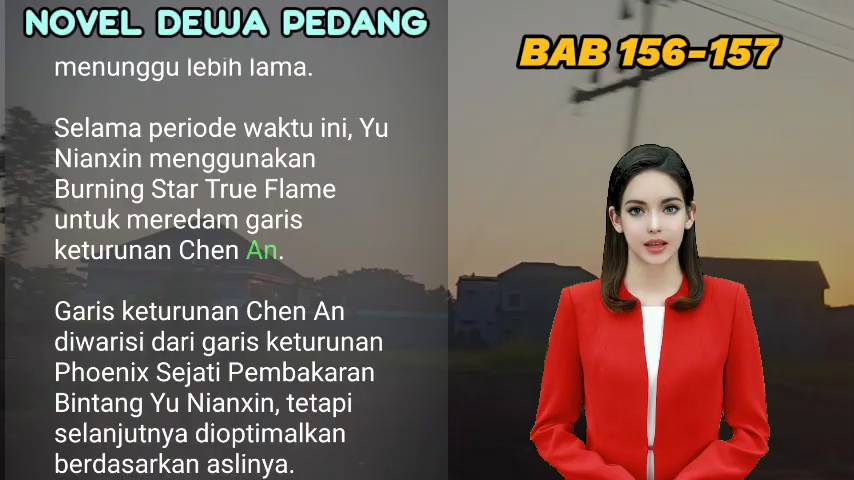 NOVEL DEWA PEDANG
BAB 156-157
menunggu lebih lama.
Selama periode waktu ini, Yu
Nianxin menggunakan
Burning Star True Flame
untuk meredam garis
keturunan Chen An.
Garis keturunan Chen An
diwarisi dari garis keturunan
Phoenix Sejati Pembakaran
Bintang Yu Nianxin, tetapi
selanjutnya dioptimalkan
berdasarkan aslinya.